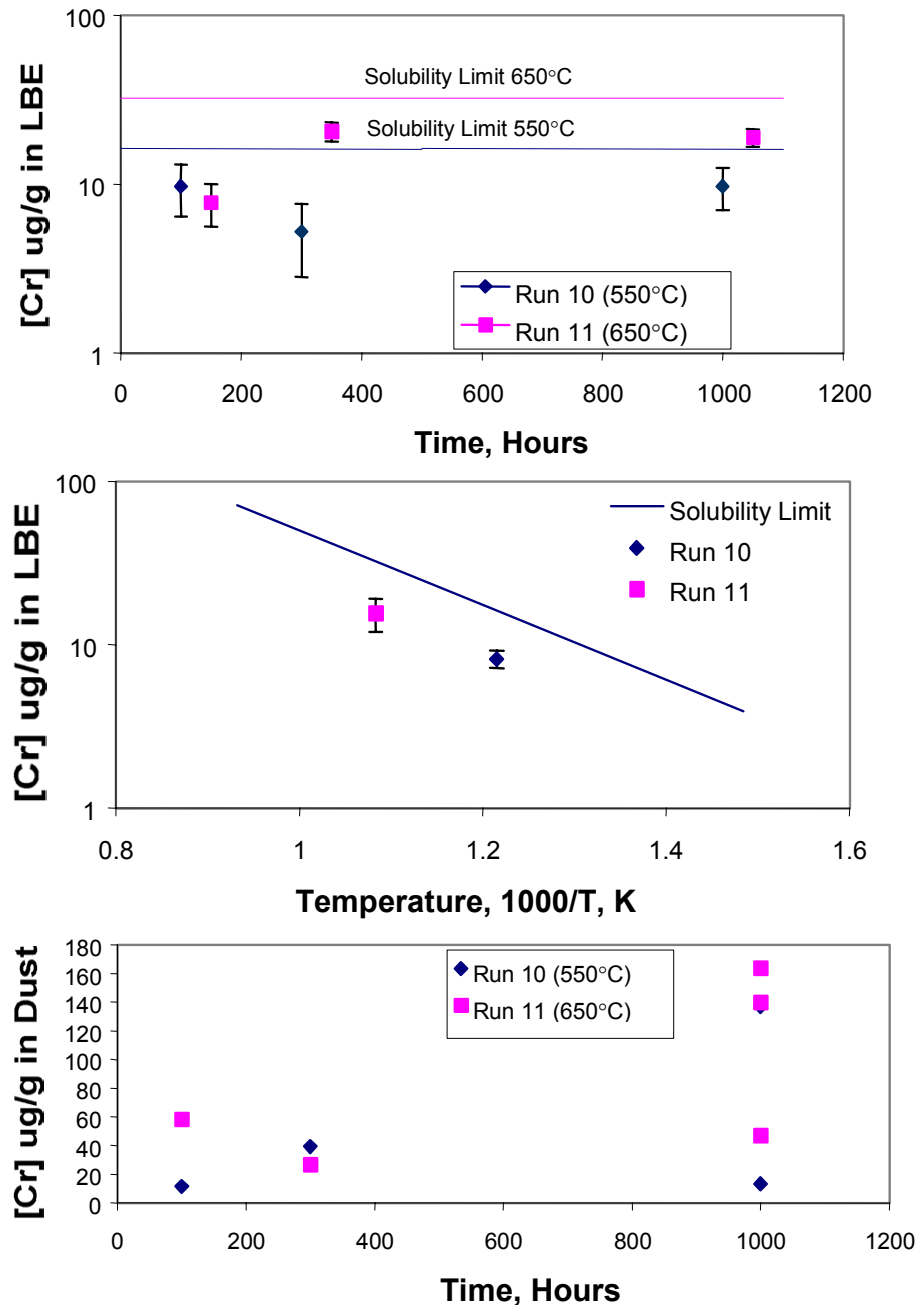 [Cr] ug/g in LBE
100
10
1
Solubility Limit 650°C
Solubility Limit 550°C
Run 10 (550°C)
Run 11 (650°C)
0 200 400 600 800 1000 1200
Time, Hours
[Cr] ug/g in LBE
100
10
1
Solubility Limit
Run 10
Run 11
0.8 1 1.2 1.4 1.6
Temperature, 1000/T, K
[Cr] ug/g in Dust
180
160
140
120
100
80
60
40
20
0
Run 10 (550°C)
Run 11 (650°C)
0 200 400 600 800 1000 1200
Time, Hours